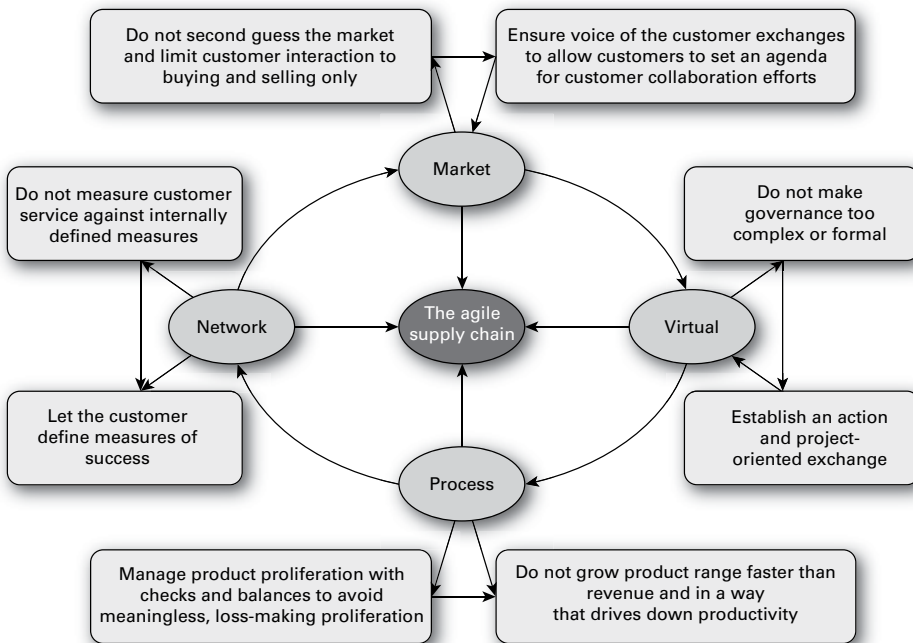 Do not second guess the market
and limit customer interaction to
buying and selling only
Ensure voice of the customer exchanges
to allow customers to set an agenda
for customer collaboration efforts
Market
Do not measure customer
service against internally
defined measures
Do not make
governance too
complex or formal
Network
The agile
supply chain
Virtual
Let the customer
define measures of
success
Establish an action
and project-
oriented exchange
Process
Manage product proliferation with
checks and balances to avoid
meaningless, loss-making proliferation
Do not grow product range faster than
revenue and in a way
that drives down productivity